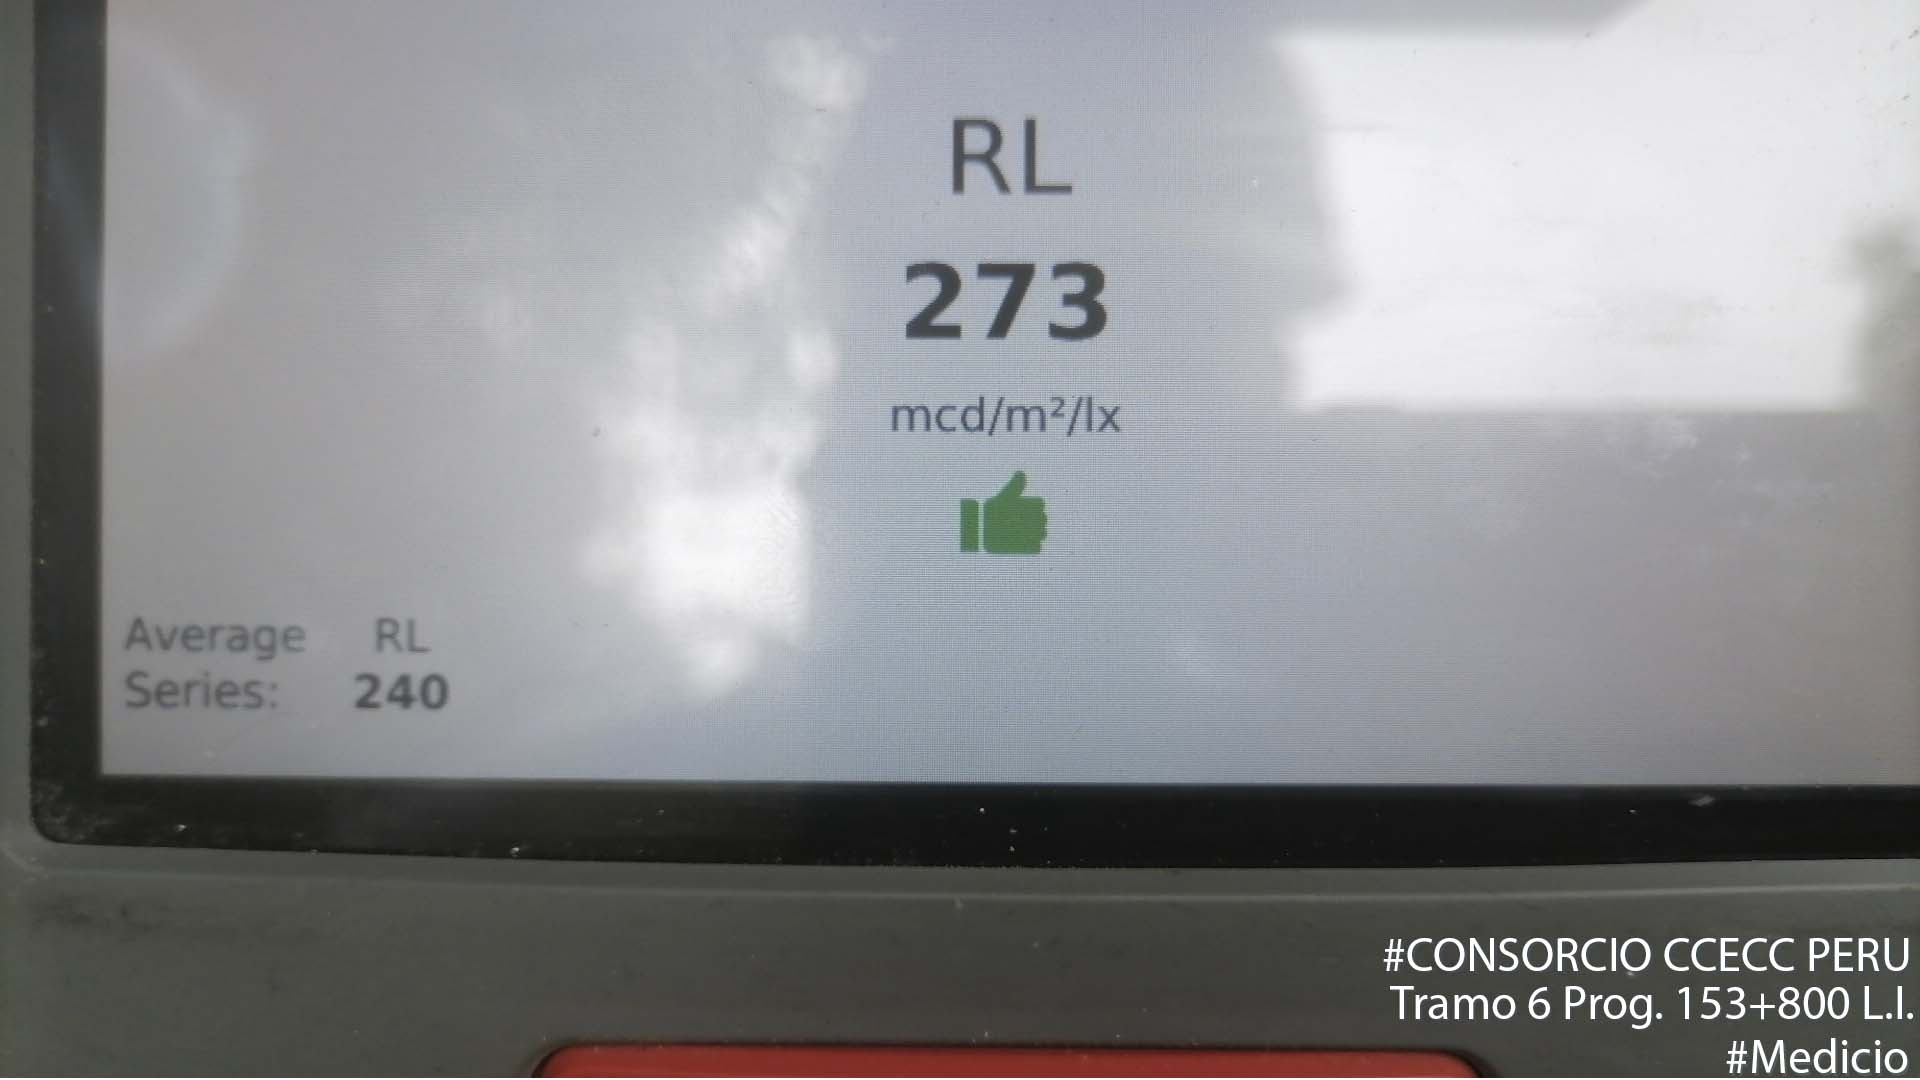 RL
273
mcd/m²/lx
Average RL
Series: 240
#CONSORCIO CCECC PERU
Tramo 6 Prog. 153+800 L.I.
#Medicio